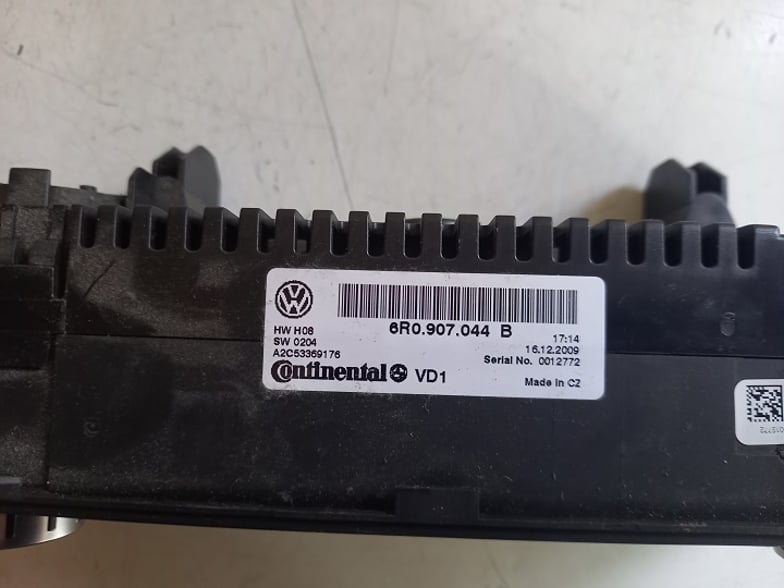 6R0.907.044 B
HW H08
SW 0204
A2C53369176
17:14
16.12.2009
Serial No. 0012772
Continental VD1
Made in CZ
0012772